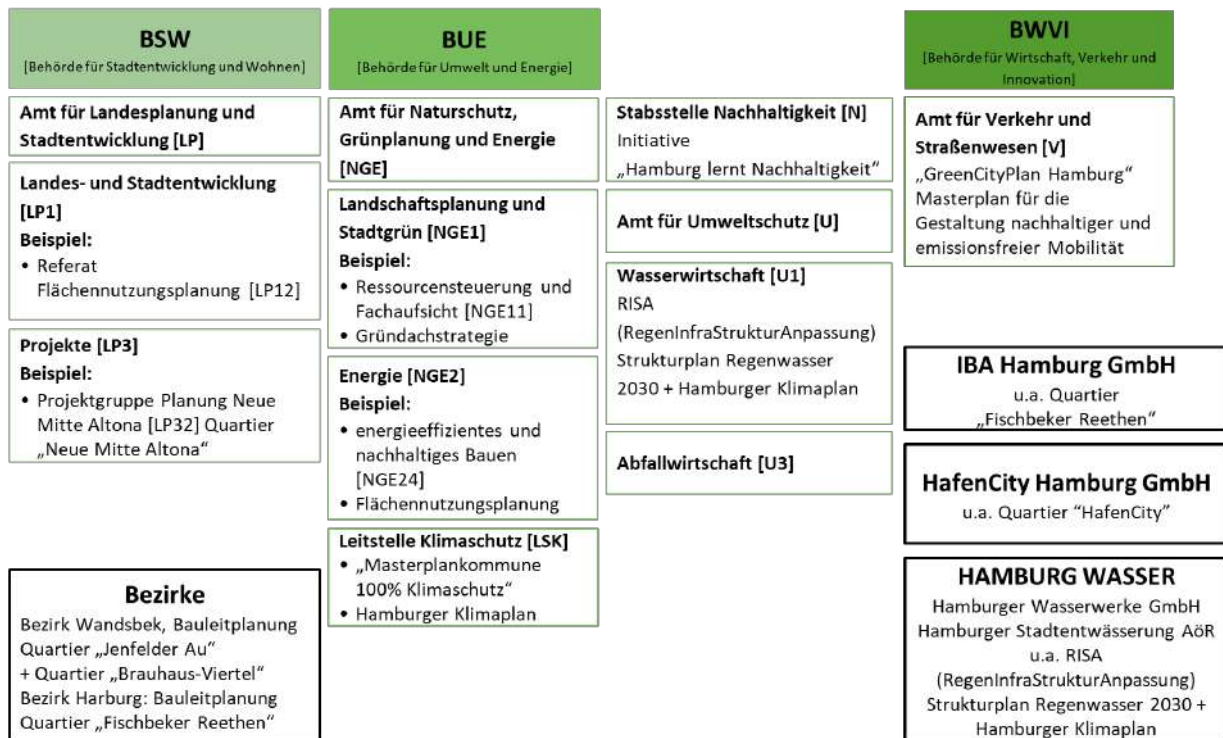 BSW
[Behörde für Stadtentwicklung und Wohnen]
Amt für Landesplanung und
Stadtentwicklung [LP]
Landes- und Stadtentwicklung
[LP1]
Beispiel:
• Referat
Flächennutzungsplanung [LP12]
Projekte [LP3]
Beispiel:
• Projektgruppe Planung Neue
Mitte Altona [LP32] Quartier
„Neue Mitte Altona“
Bezirke
Bezirk Wandsbek, Bauleitplanung
Quartier „Jenfelder Au“
+ Quartier „Brauhaus-Viertel“
Bezirk Harburg: Bauleitplanung
Quartier „Fischbeker Reethen“
BUE
[Behörde für Umwelt und Energie]
Amt für Naturschutz,
Grünplanung und Energie
[NGE]
Landschaftsplanung und
Stadtgrün [NGE1]
Beispiel:
• Ressourcensteuerung und
Fachaufsicht [NGE11]
• Gründachstrategie
Energie [NGE2]
Beispiel:
• energieeffizientes und
nachhaltiges Bauen
[NGE24]
• Flächennutzungsplanung
Leitstelle Klimaschutz [LSK]
• „Masterplankommune
100% Klimaschutz“
• Hamburger Klimaplan
Stabsstelle Nachhaltigkeit [N]
Initiative
„Hamburg lernt Nachhaltigkeit“
Amt für Umweltschutz [U]
Wasserwirtschaft [U1]
RISA
(RegenInfraStrukturAnpassung)
Strukturplan Regenwasser
2030 + Hamburger Klimaplan
Abfallwirtschaft [U3]
BWVI
[Behörde für Wirtschaft, Verkehr und
Innovation]
Amt für Verkehr und
Straßenwesen [V]
„GreenCityPlan Hamburg“
Masterplan für die
Gestaltung nachhaltiger und
emissionsfreier Mobilität
IBA Hamburg GmbH
u.a. Quartier
„Fischbeker Reethen“
HafenCity Hamburg GmbH
u.a. Quartier “HafenCity”
HAMBURG WASSER
Hamburger Wasserwerke GmbH
Hamburger Stadtentwässerung AöR
u.a. RISA
(RegenInfraStrukturAnpassung)
Strukturplan Regenwasser 2030 +
Hamburger Klimaplan